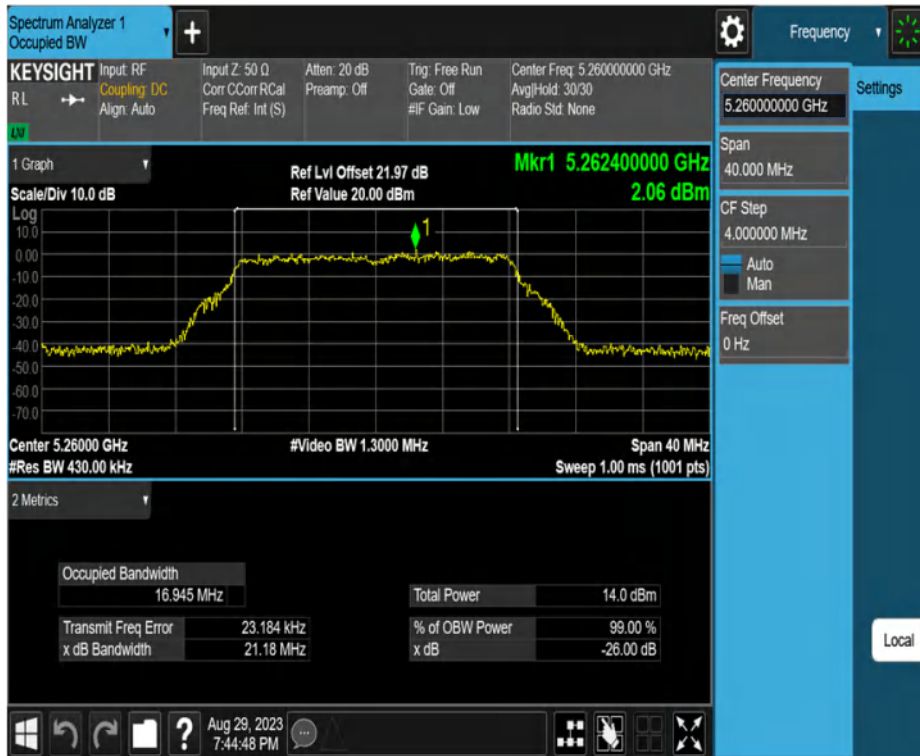 Spectrum Analyzer 1
Occupied BW
+
Frequency
KEYSIGHT
RL
LXI
Input: RF
Coupling: DC
Align: Auto
Input Z: 50 Ω
Corr CCorr RCal
Freq Ref: Int (S)
Atten: 20 dB
Preamp: Off
Trig: Free Run
Gate: Off
#IF Gain: Low
Center Freq: 5.260000000 GHz
Avg|Hold: 30/30
Radio Std: None
Center Frequency
5.260000000 GHz
Settings
Span
40.000 MHz
CF Step
4.000000 MHz
Auto
Man
Freq Offset
0 Hz
Local
1 Graph
Scale/Div 10.0 dB
Ref Lvl Offset 21.97 dB
Ref Value 20.00 dBm
Mkr1 5.262400000 GHz
2.06 dBm
Log
10.0
0.00
-10.0
-20.0
-30.0
-40.0
-50.0
-60.0
-70.0
1
Center 5.26000 GHz
#Video BW 1.3000 MHz
Span 40 MHz
#Res BW 430.00 kHz
Sweep 1.00 ms (1001 pts)
2 Metrics
Occupied Bandwidth
16.945 MHz
Total Power 14.0 dBm
Transmit Freq Error 23.184 kHz
% of OBW Power 99.00 %
x dB Bandwidth 21.18 MHz
x dB -26.00 dB
?
Aug 29, 2023
7:44:48 PM